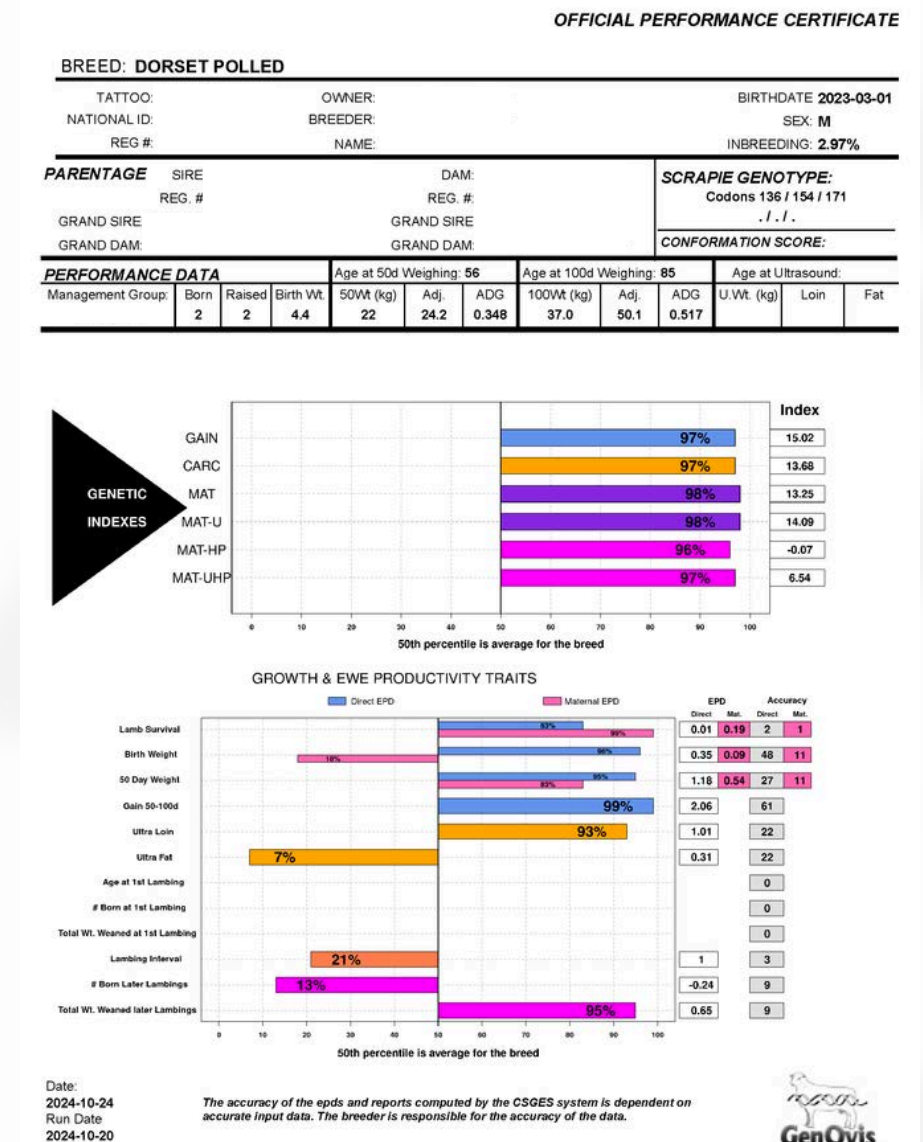 OFFICIAL PERFORMANCE CERTIFICATE
BREED: DORSET POLLED
TATTOO: OWNER: BIRTHDATE 2023-03-01
NATIONAL ID: BREEDER: SEX: M
REG #: NAME: INBREEDING: 2.97%
PARENTAGE SIRE DAM: SCRAPIE GENOTYPE:
REG. # REG. #: Codons 136 / 154 / 171
GRAND SIRE GRAND SIRE . / . / .
GRAND DAM: GRAND DAM: CONFORMATION SCORE:
PERFORMANCE DATA Age at 50d Weighing: 56 Age at 100d Weighing: 85 Age at Ultrasound:
Management Group: Born Raised Birth Wt. 50Wt (kg) Adj. ADG 100Wt (kg) Adj. ADG U.Wt. (kg) Loin Fat
2 2 4.4 22 24.2 0.348 37.0 50.1 0.517
Index
GENETIC INDEXES
GAIN 97% 15.02
CARC 97% 13.68
MAT 98% 13.25
MAT-U 98% 14.09
MAT-HP 96% -0.07
MAT-UHP 97% 6.54
0 10 20 30 40 50 60 70 80 90 100
50th percentile is average for the breed
GROWTH & EWE PRODUCTIVITY TRAITS
Direct EPD Maternal EPD EPD Accuracy
Direct Mat. Direct Mat.
Lamb Survival 83% 99% 0.01 0.19 2 1
Birth Weight 96% 18% 0.35 0.09 48 11
50 Day Weight 95% 83% 1.18 0.54 27 11
Gain 50-100d 99% 2.06 61
Ultra Loin 93% 1.01 22
Ultra Fat 7% 0.31 22
Age at 1st Lambing 0
# Born at 1st Lambing 0
Total Wt. Weaned at 1st Lambing 0
Lambing Interval 21% 1 3
# Born Later Lambings 13% -0.24 9
Total Wt. Weaned later Lambings 95% 0.65 9
0 10 20 30 40 50 60 70 80 90 100
50th percentile is average for the breed
Date:
2024-10-24
Run Date
2024-10-20
The accuracy of the epds and reports computed by the CSGES system is dependent on
accurate input data. The breeder is responsible for the accuracy of the data.
GenOvis